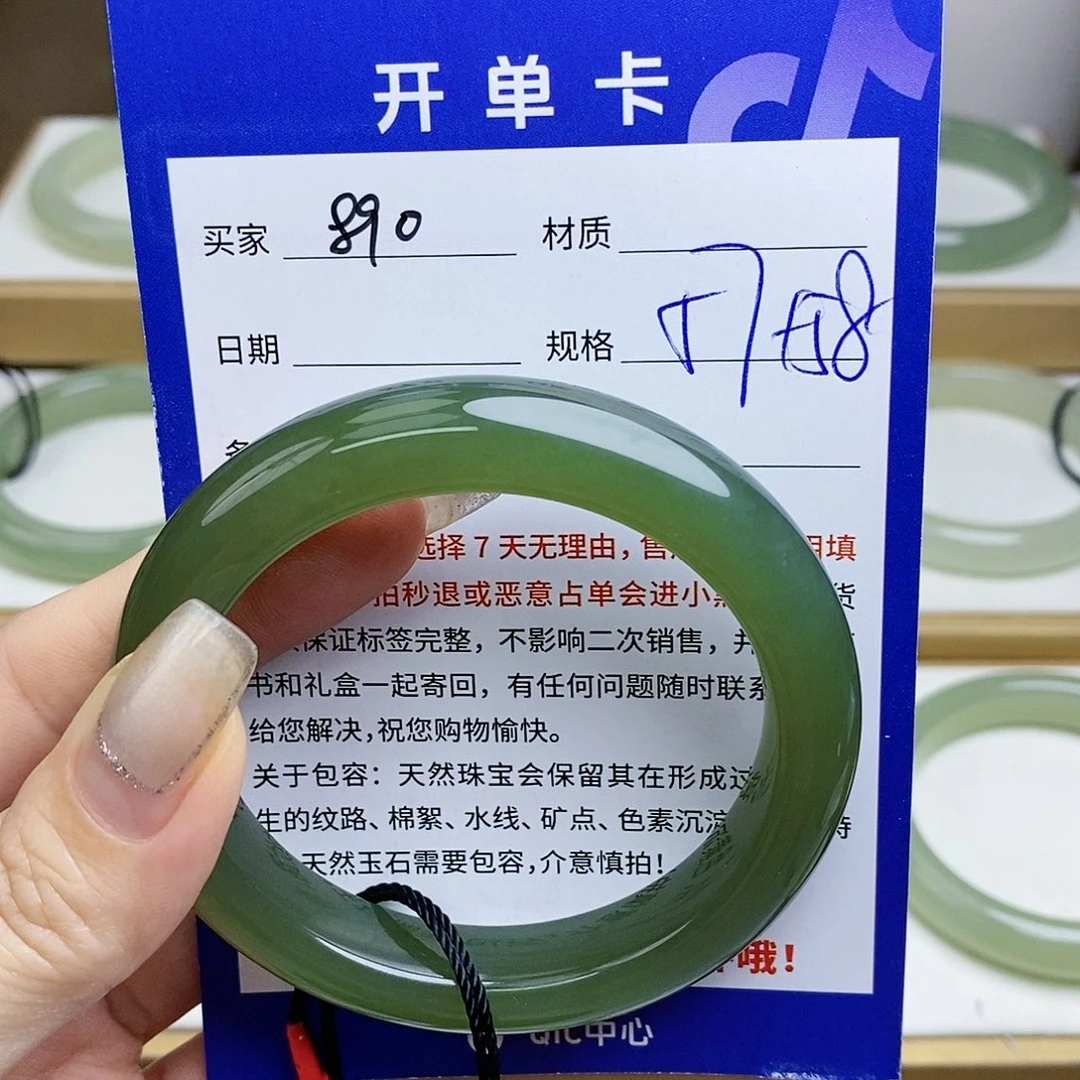 开单卡
买家 890 材质
日期 规格 58
选择 7 天无理由，售 填
拍秒退或恶意占单会进小 货
保证标签完整，不影响二次销售，并
书和礼盒一起寄回，有任何问题随时联系
给您解决，祝您购物愉快。
关于包容：天然珠宝会保留其在形成过
生的纹路、棉絮、水线、矿点、色素沉淀 特
天然玉石需要包容，介意慎拍！
哦！
QIC中心